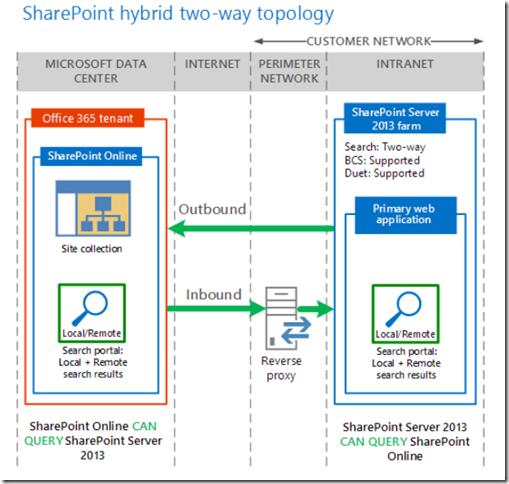 SharePoint hybrid two-way topology
CUSTOMER NETWORK
MICROSOFT DATA
CENTER
INTERNET
PERIMETER
NETWORK
INTRANET
Office 365 tenant
SharePoint Online
Site collection
Local/Remote
Search portal:
Local + Remote
search results
SharePoint Online CAN
QUERY SharePoint Server
2013
Outbound
Inbound
Reverse
proxy
SharePoint Server
2013 farm
Search: Two-way
BCS: Supported
Duet: Supported
Primary web
application
Local/Remote
Search portal:
Local + Remote
search results
SharePoint Server 2013
CAN QUERY SharePoint
Online